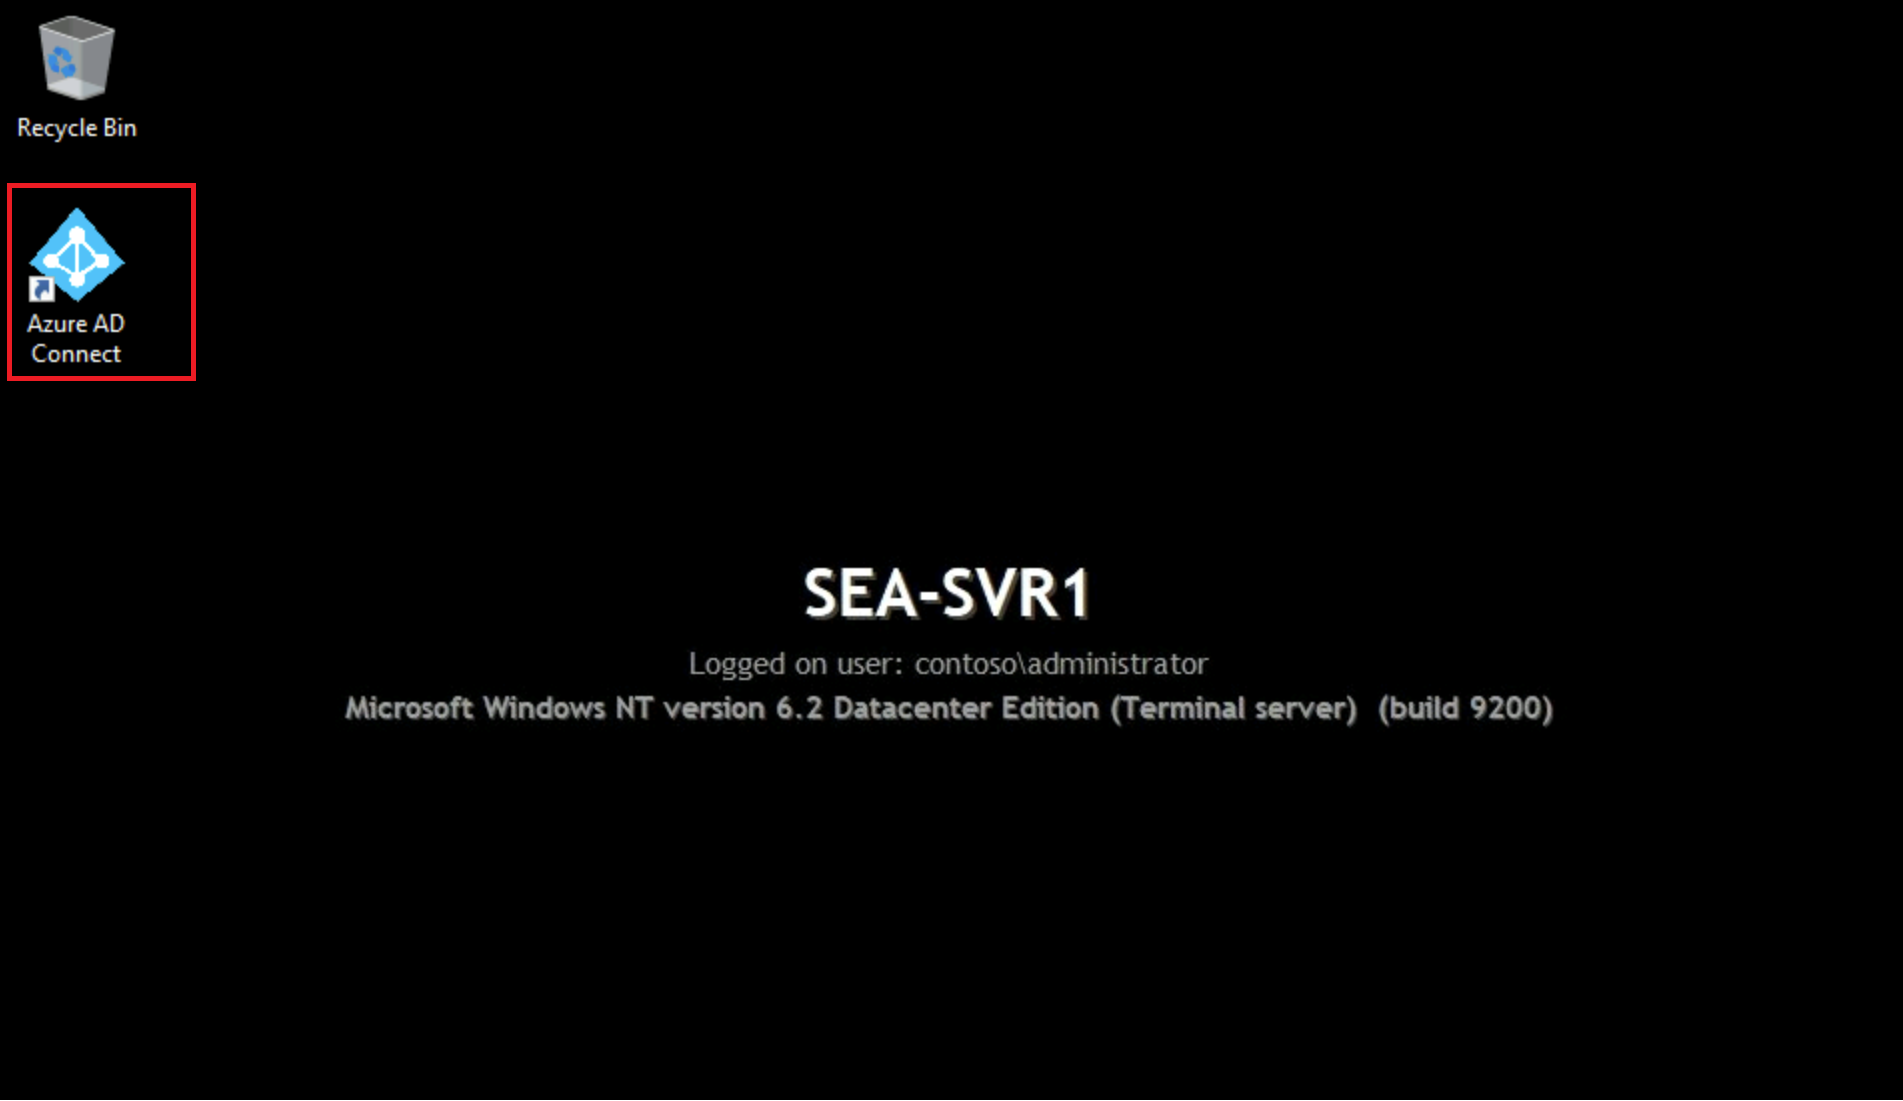 Recycle Bin
Azure AD
Connect
SEA-SVR1
Logged on user: contoso\administrator
Microsoft Windows NT version 6.2 Datacenter Edition (Terminal server)  (build 9200)